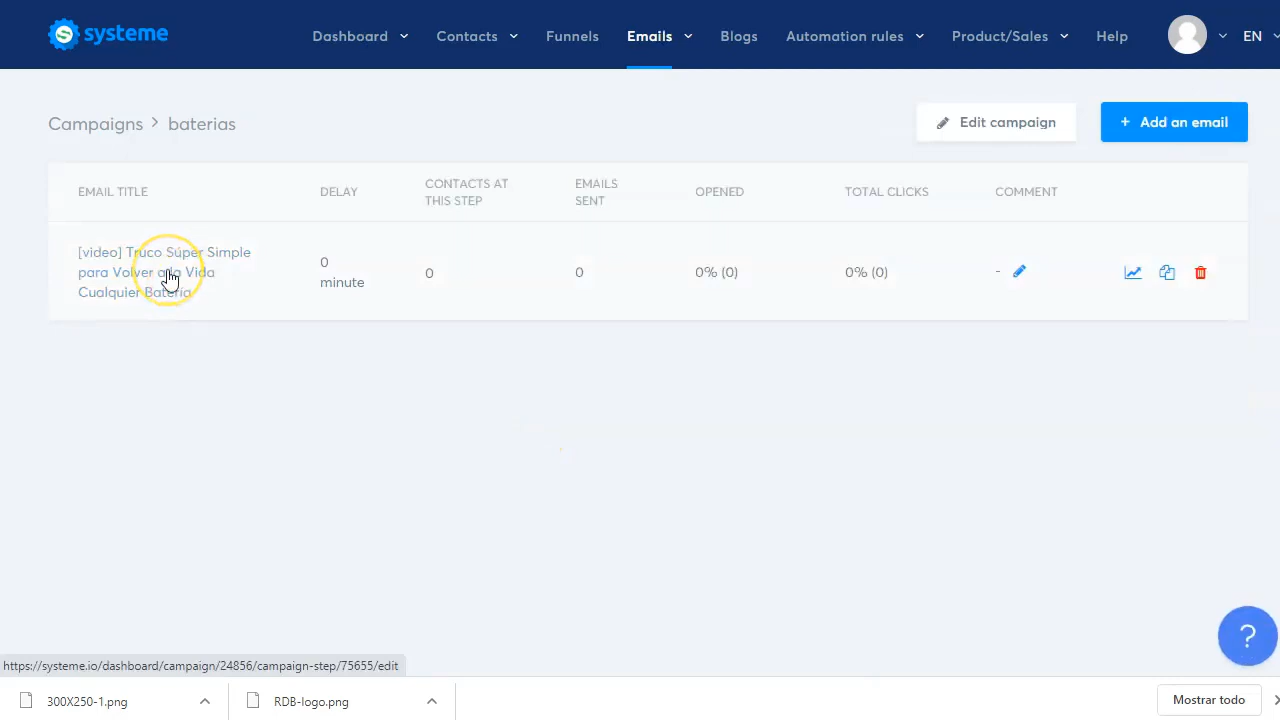 systeme
Dashboard Contacts Funnels Emails Blogs Automation rules Product/Sales Help EN
Campaigns > baterias
Edit campaign
+ Add an email
EMAIL TITLE DELAY CONTACTS AT THIS STEP EMAILS SENT OPENED TOTAL CLICKS COMMENT
[video] Truco Súper Simple
para Volver a la Vida
Cualquier Batería
0
minute
0 0 0% (0) 0% (0) -
?
https://systeme.io/dashboard/campaign/24856/campaign-step/75655/edit
300X250-1.png RDB-logo.png Mostrar todo